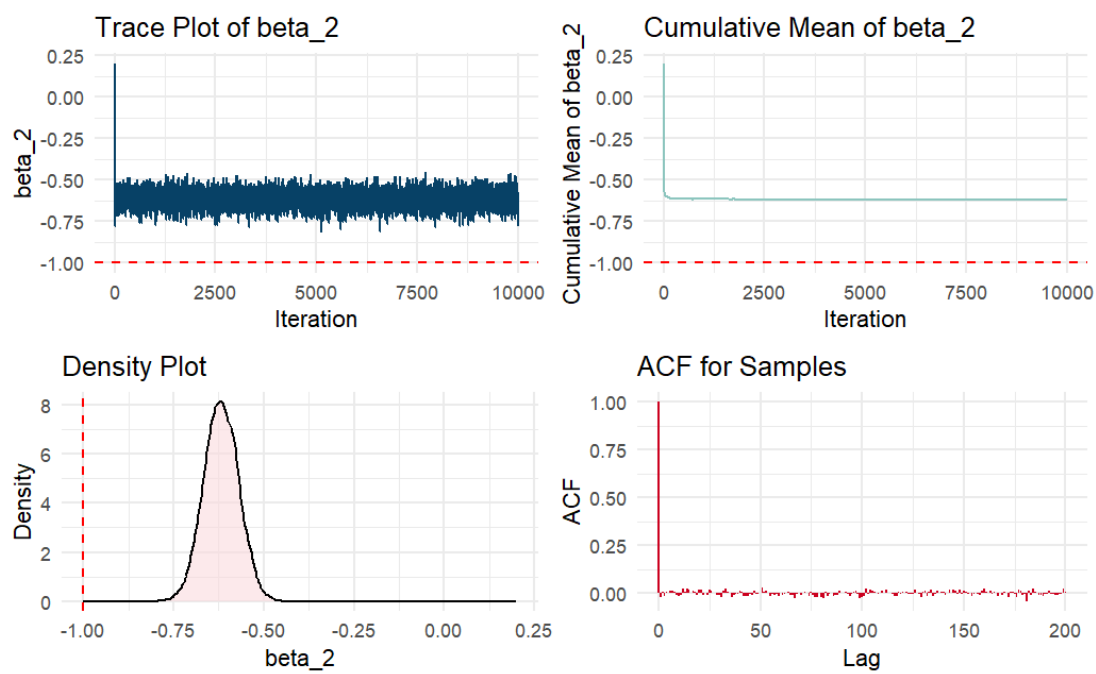 Trace Plot of beta_2
beta_2
0.25
0.00
-0.25
-0.50
-0.75
-1.00
0 2500 5000 7500 10000
Iteration
Cumulative Mean of beta_2
Cumulative Mean of beta_2
0.25
0.00
-0.25
-0.50
-0.75
-1.00
0 2500 5000 7500 10000
Iteration
Density Plot
Density
8
6
4
2
0
-1.00 -0.75 -0.50 -0.25 0.00 0.25
beta_2
ACF for Samples
ACF
1.00
0.75
0.50
0.25
0.00
0 50 100 150 200
Lag